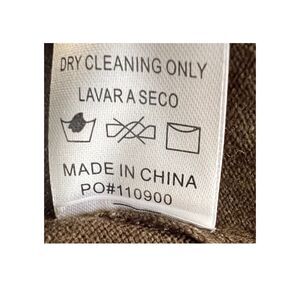 DRY CLEANING ONLY
LAVAR A SECO
MADE IN CHINA
PO#110900